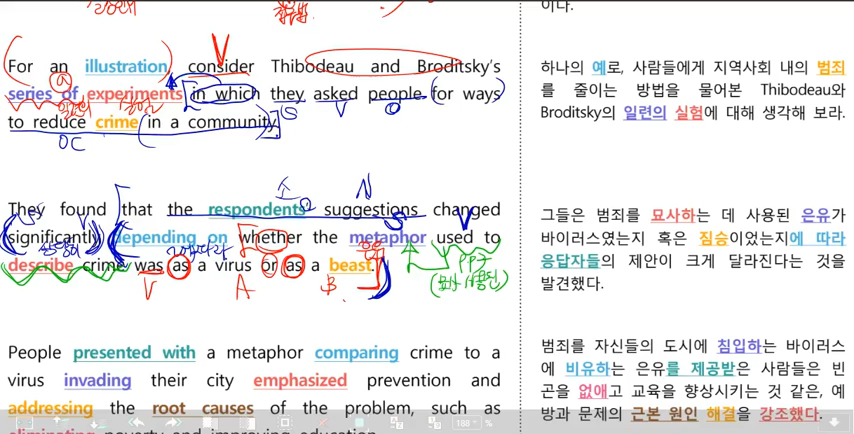 이다.
For an illustration, consider Thibodeau and Broditsky's
series of experiments in which they asked people for ways
to reduce crime in a community.
S
V
O
OC
They found that the respondents' suggestions changed
significantly depending on whether the metaphor used to
describe crime was as a virus or as a beast.
N
S
V
S
V
V
A
B
People presented with a metaphor comparing crime to a
virus invading their city emphasized prevention and
addressing the root causes of the problem, such as
eliminating poverty and improving education.
하나의 예로, 사람들에게 지역사회 내의 범죄
를 줄이는 방법을 물어본 Thibodeau와
Broditsky의 일련의 실험에 대해 생각해 보라.
그들은 범죄를 묘사하는 데 사용된 은유가
바이러스였는지 혹은 짐승이었는지에 따라
응답자들의 제안이 크게 달라진다는 것을
발견했다.
범죄를 자신들의 도시에 침입하는 바이러스
에 비유하는 은유를 제공받은 사람들은 빈
곤을 없애고 교육을 향상시키는 것 같은, 예
방과 문제의 근본 원인 해결을 강조했다.
188 %